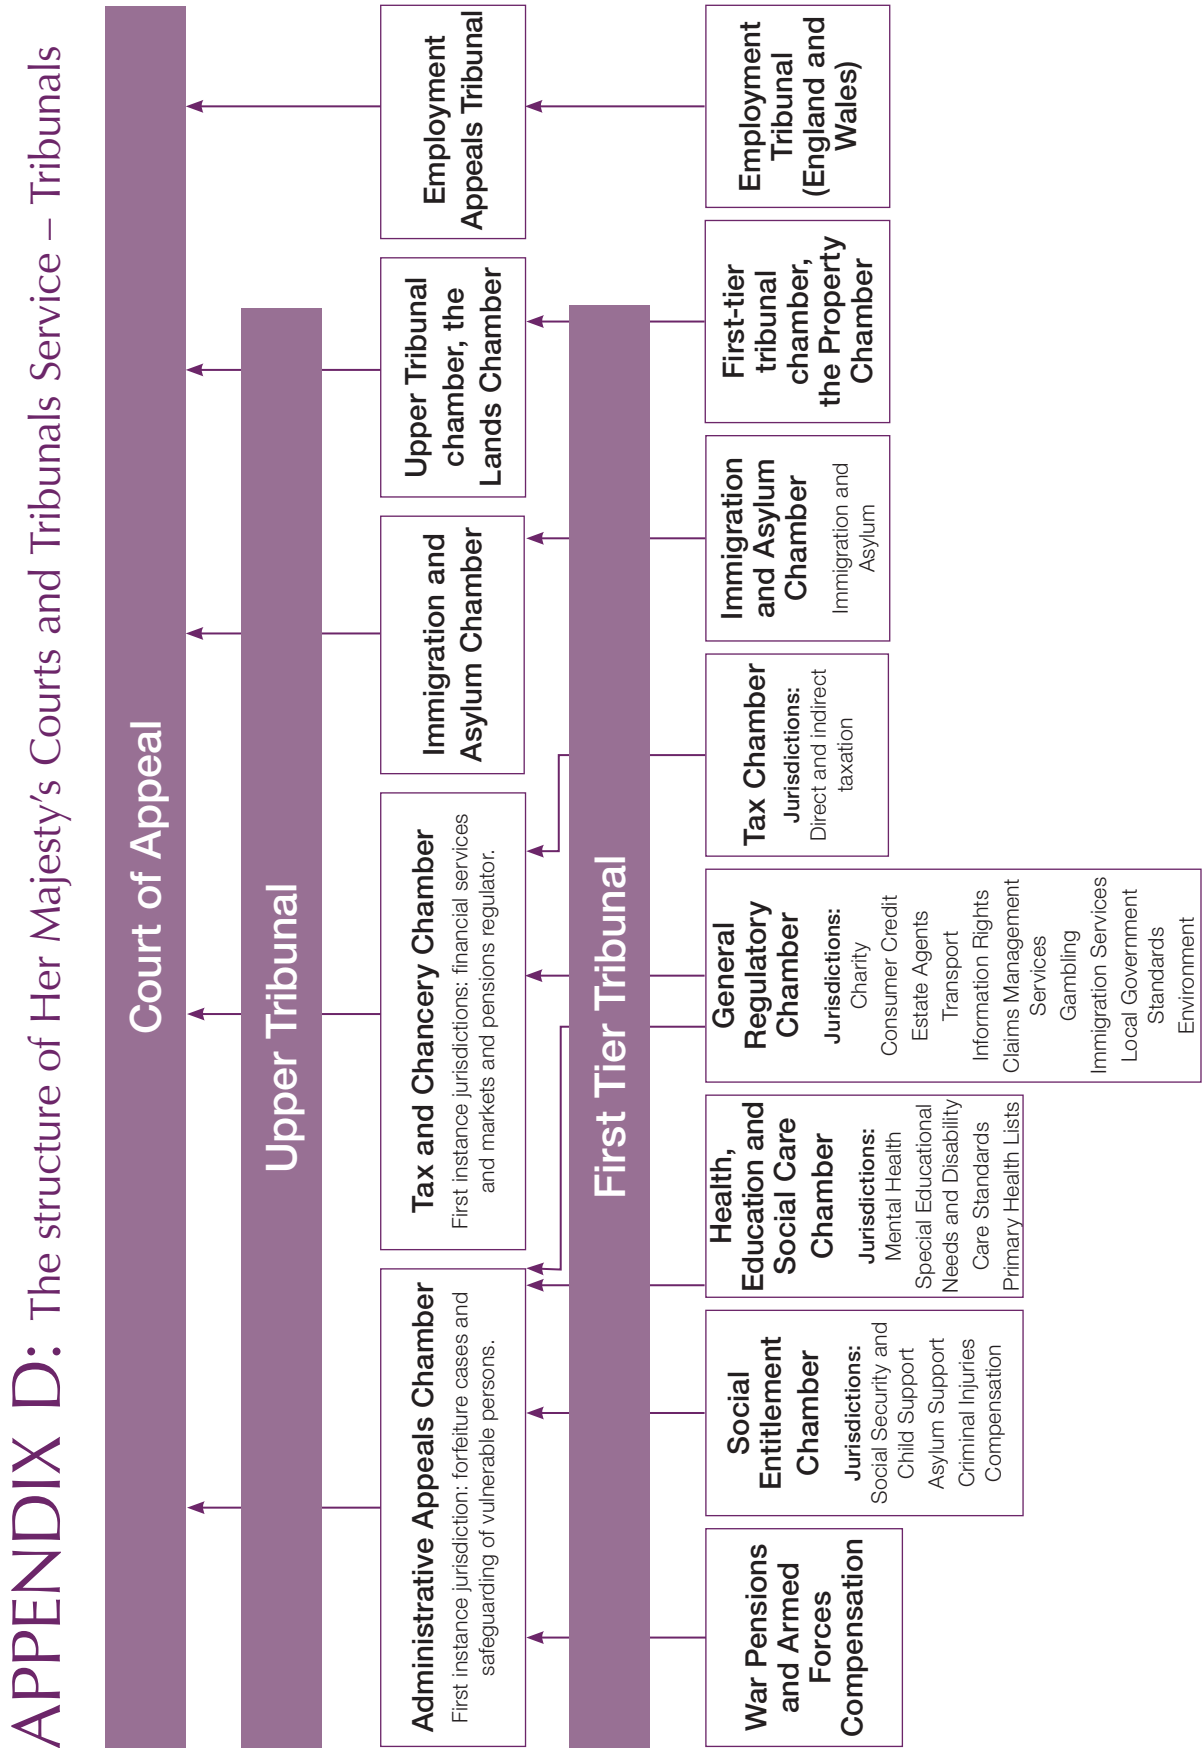 APPENDIX D: The structure of Her Majesty's Courts and Tribunals Service – Tribunals
Court of Appeal
Upper Tribunal
Administrative Appeals Chamber
First instance jurisdiction: forfeiture cases and
safeguarding of vulnerable persons.
Tax and Chancery Chamber
First instance jurisdictions: financial services
and markets and pensions regulator.
Immigration and
Asylum Chamber
Upper Tribunal
chamber, the
Lands Chamber
Employment
Appeals Tribunal
First Tier Tribunal
War Pensions
and Armed
Forces
Compensation
Social
Entitlement
Chamber
Jurisdictions:
Social Security and
Child Support
Asylum Support
Criminal Injuries
Compensation
Health,
Education and
Social Care
Chamber
Jurisdictions:
Mental Health
Special Educational
Needs and Disability
Care Standards
Primary Health Lists
General
Regulatory
Chamber
Jurisdictions:
Charity
Consumer Credit
Estate Agents
Transport
Information Rights
Claims Management
Services
Gambling
Immigration Services
Local Government
Standards
Environment
Tax Chamber
Jurisdictions:
Direct and indirect
taxation
Immigration
and Asylum
Chamber
Immigration and
Asylum
First-tier
tribunal
chamber,
the Property
Chamber
Employment
Tribunal
(England and
Wales)